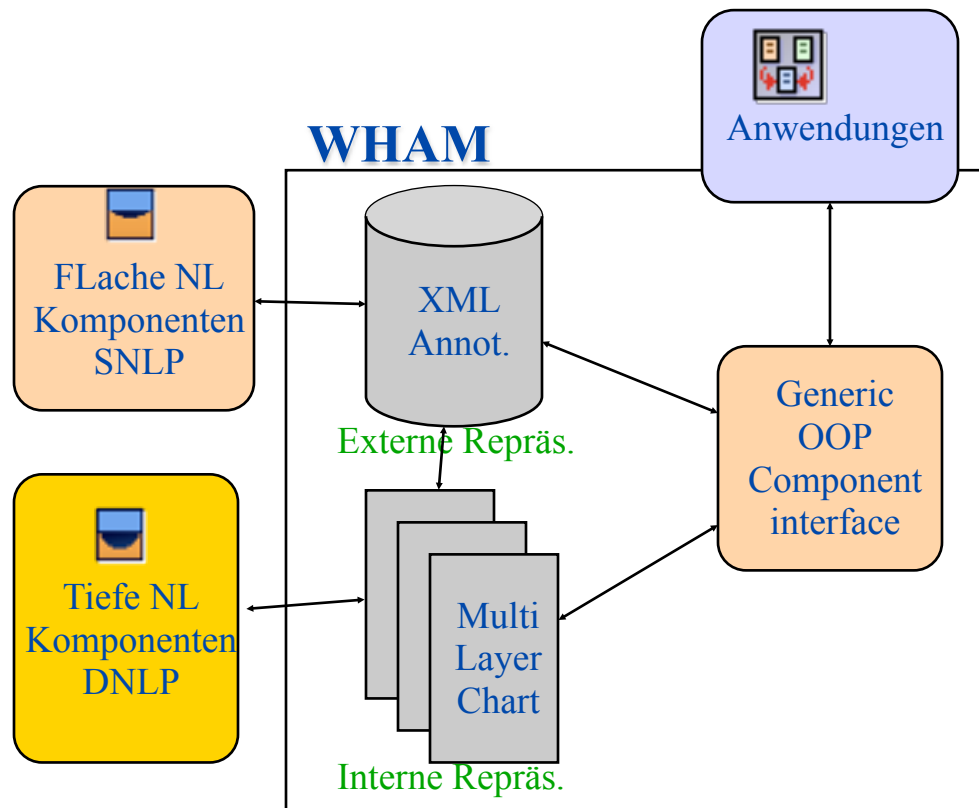 Anwendungen
WHAM
FLache NL
Komponenten
SNLP
XML
Annot.
Externe Repräs.
Generic
OOP
Component
interface
Tiefe NL
Komponenten
DNLP
Multi
Layer
Chart
Interne Repräs.